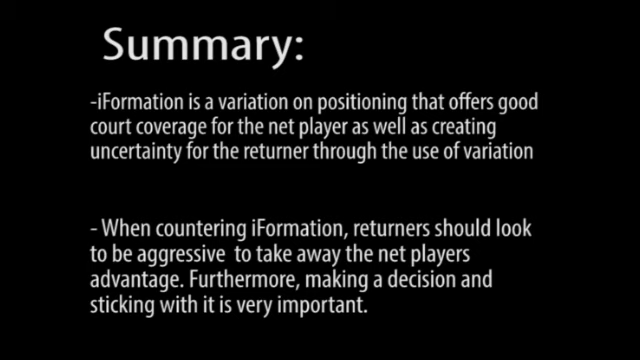 Summary:
-iFormation is a variation on positioning that offers good
court coverage for the net player as well as creating
uncertainty for the returner through the use of variation
- When countering iFormation, returners should look
to be aggressive  to take away the net players
advantage. Furthermore, making a decision and
sticking with it is very important.